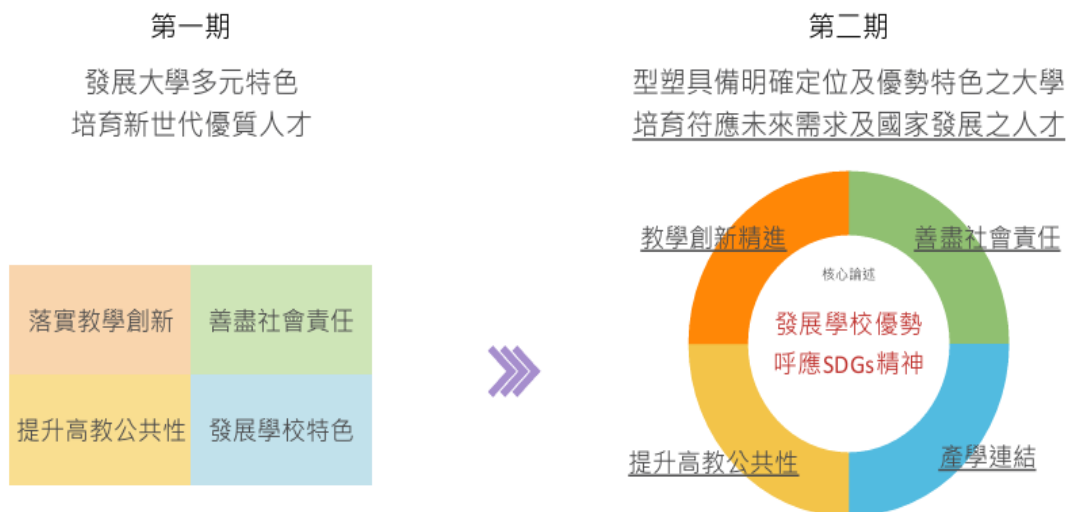 第一期
發展大學多元特色
培育新世代優質人才
落實教學創新
善盡社會責任
提升高教公共性
發展學校特色
第二期
型塑具備明確定位及優勢特色之大學
培育符應未來需求及國家發展之人才
教學創新精進
善盡社會責任
核心論述
發展學校優勢
呼應SDGs精神
提升高教公共性
產學連結